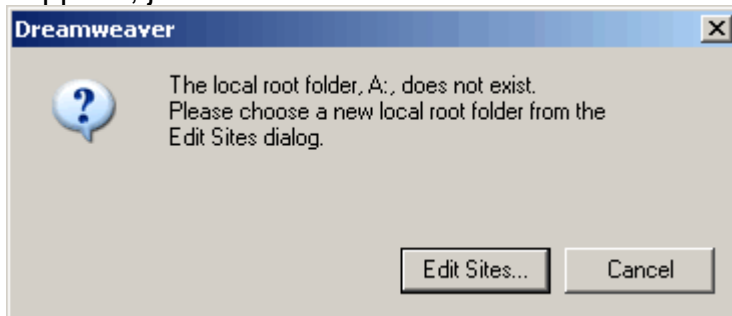 Dreamweaver
The local root folder, A:, does not exist.
Please choose a new local root folder from the
Edit Sites dialog.
Edit Sites...
Cancel